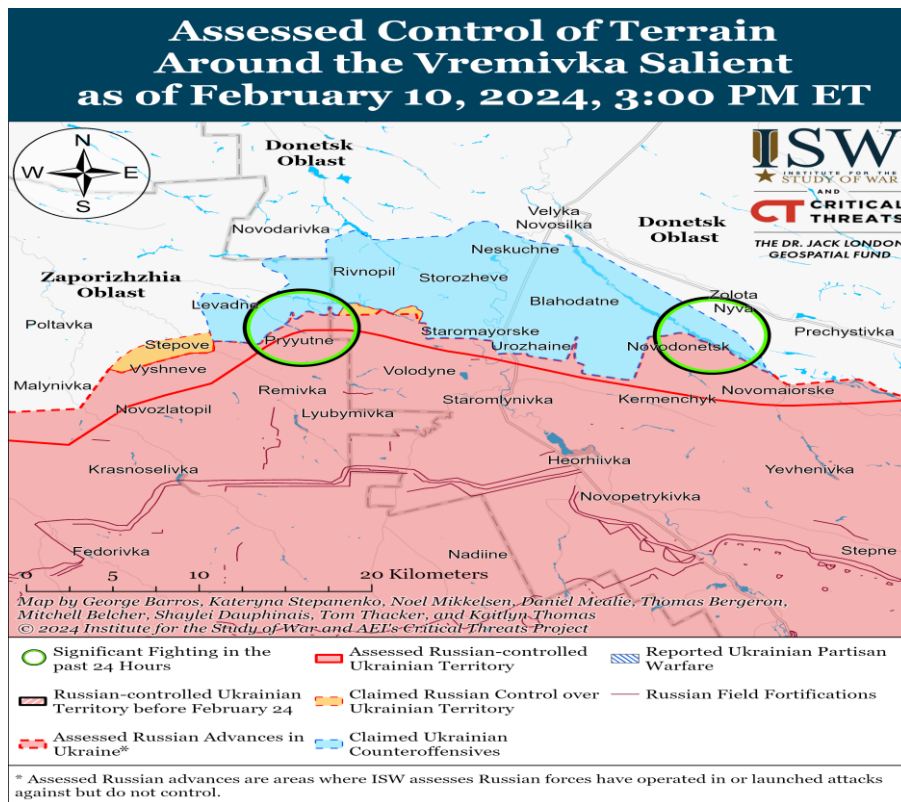 Assessed Control of Terrain
Around the Vremivka Salient
as of February 10, 2024, 3:00 PM ET
N
W
E
S
Donetsk
Oblast
ISW
INSTITUTE FOR THE
STUDY OF WAR
AND
CT CRITICAL
THREATS
THE DR. JACK LONDON
GEOSPATIAL FUND
Velyka
Novosilka
Donetsk
Oblast
Novodarivka
Neskuchne
Rivnopil
Storozheve
Zaporizhzhia
Oblast
Levadne
Blahodatne
Zolota
Nyva
Poltavka
Prechystivka
Staromayorske
Stepove
Pryyutne
Urozhaine
Novodonetsk
Vyshneve
Volodyne
Malynivka
Remivka
Novomaiorske
Staromlynivka
Kermenchyk
Novozlatopil
Lyubymivka
Krasnoselivka
Heorhiivka
Yevhenivka
Novopetrykivka
Fedorivka
Nadiine
Stepne
0 5 10 20 Kilometers
Map by George Barros, Kateryna Stepanenko, Noel Mikkelsen, Daniel Mealie, Thomas Bergeron,
Mitchell Belcher, Shaylei Dauphinais, Tom Thacker, and Kaitlyn Thomas
© 2024 Institute for the Study of War and AEI's Critical Threats Project
Significant Fighting in the
past 24 Hours
Assessed Russian-controlled
Ukrainian Territory
Reported Ukrainian Partisan
Warfare
Russian-controlled Ukrainian
Territory before February 24
Claimed Russian Control over
Ukrainian Territory
Russian Field Fortifications
Assessed Russian Advances in
Ukraine*
Claimed Ukrainian
Counteroffensives
* Assessed Russian advances are areas where ISW assesses Russian forces have operated in or launched attacks
against but do not control.